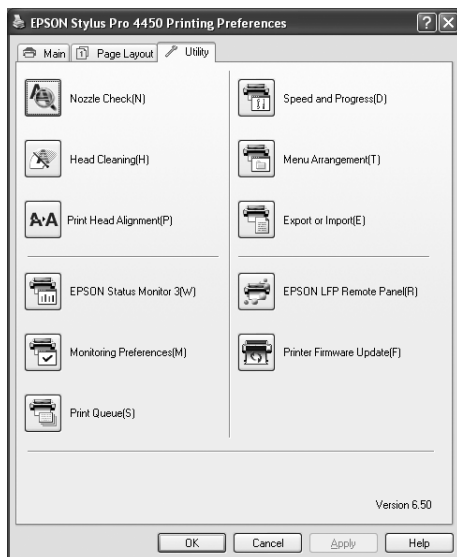 EPSON Stylus Pro 4450 Printing Preferences
Main
Page Layout
Utility
Nozzle Check(N)
Speed and Progress(D)
Head Cleaning(H)
Menu Arrangement(T)
Print Head Alignment(P)
Export or Import(E)
EPSON Status Monitor 3(W)
EPSON LFP Remote Panel(R)
Monitoring Preferences(M)
Printer Firmware Update(F)
Print Queue(S)
Version 6.50
OK
Cancel
Apply
Help